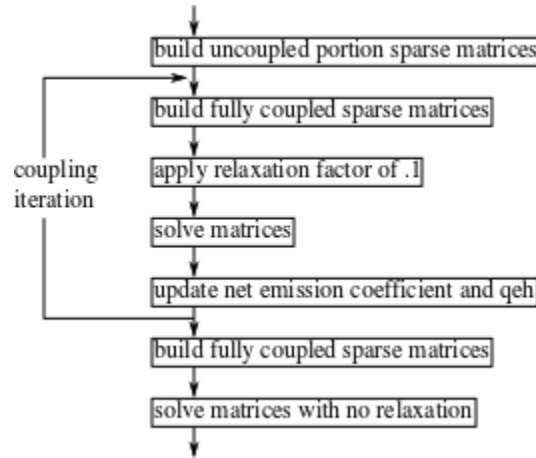 build uncoupled portion sparse matrices
build fully coupled sparse matrices
coupling
iteration
apply relaxation factor of .1
solve matrices
update net emission coefficient and qeh
build fully coupled sparse matrices
solve matrices with no relaxation